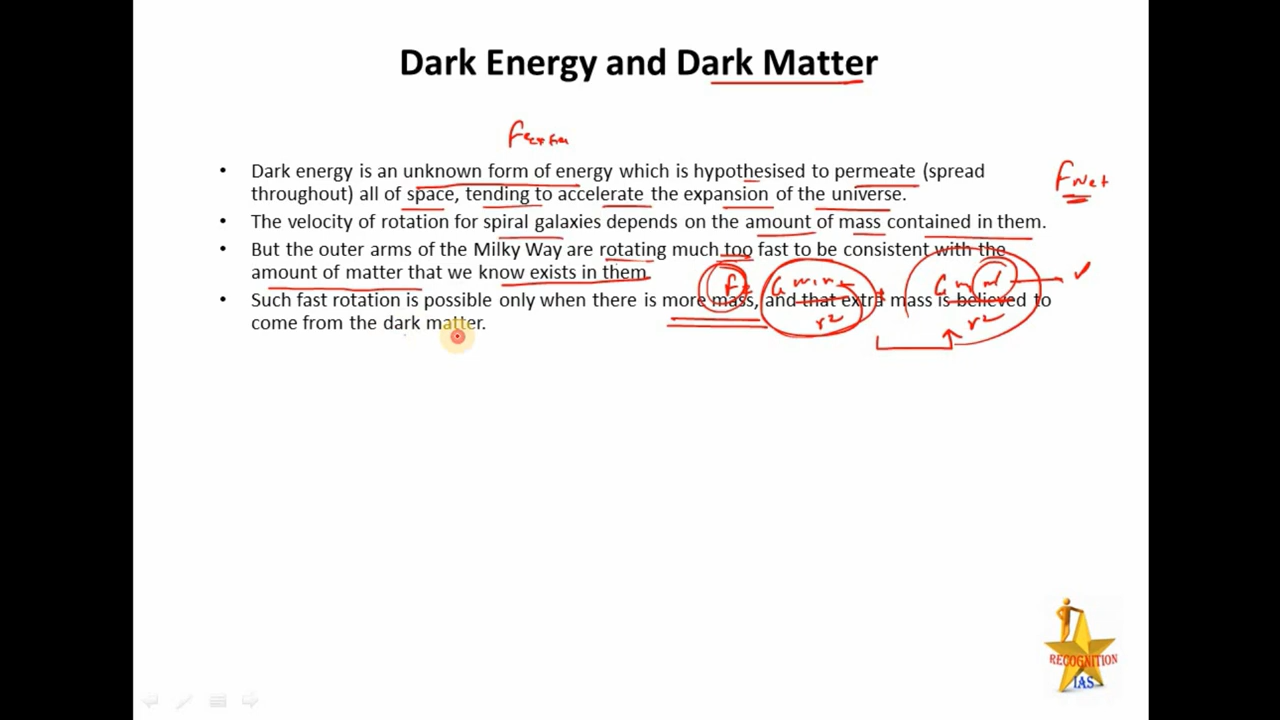 Dark Energy and Dark Matter
• Dark energy is an unknown form of energy which is hypothesised to permeate (spread
throughout) all of space, tending to accelerate the expansion of the universe.
• The velocity of rotation for spiral galaxies depends on the amount of mass contained in them.
• But the outer arms of the Milky Way are rotating much too fast to be consistent with the
amount of matter that we know exists in them.
• Such fast rotation is possible only when there is more mass, and that extra mass is believed to
come from the dark matter.
F Net
r²
r²
RECOGNITION
IAS